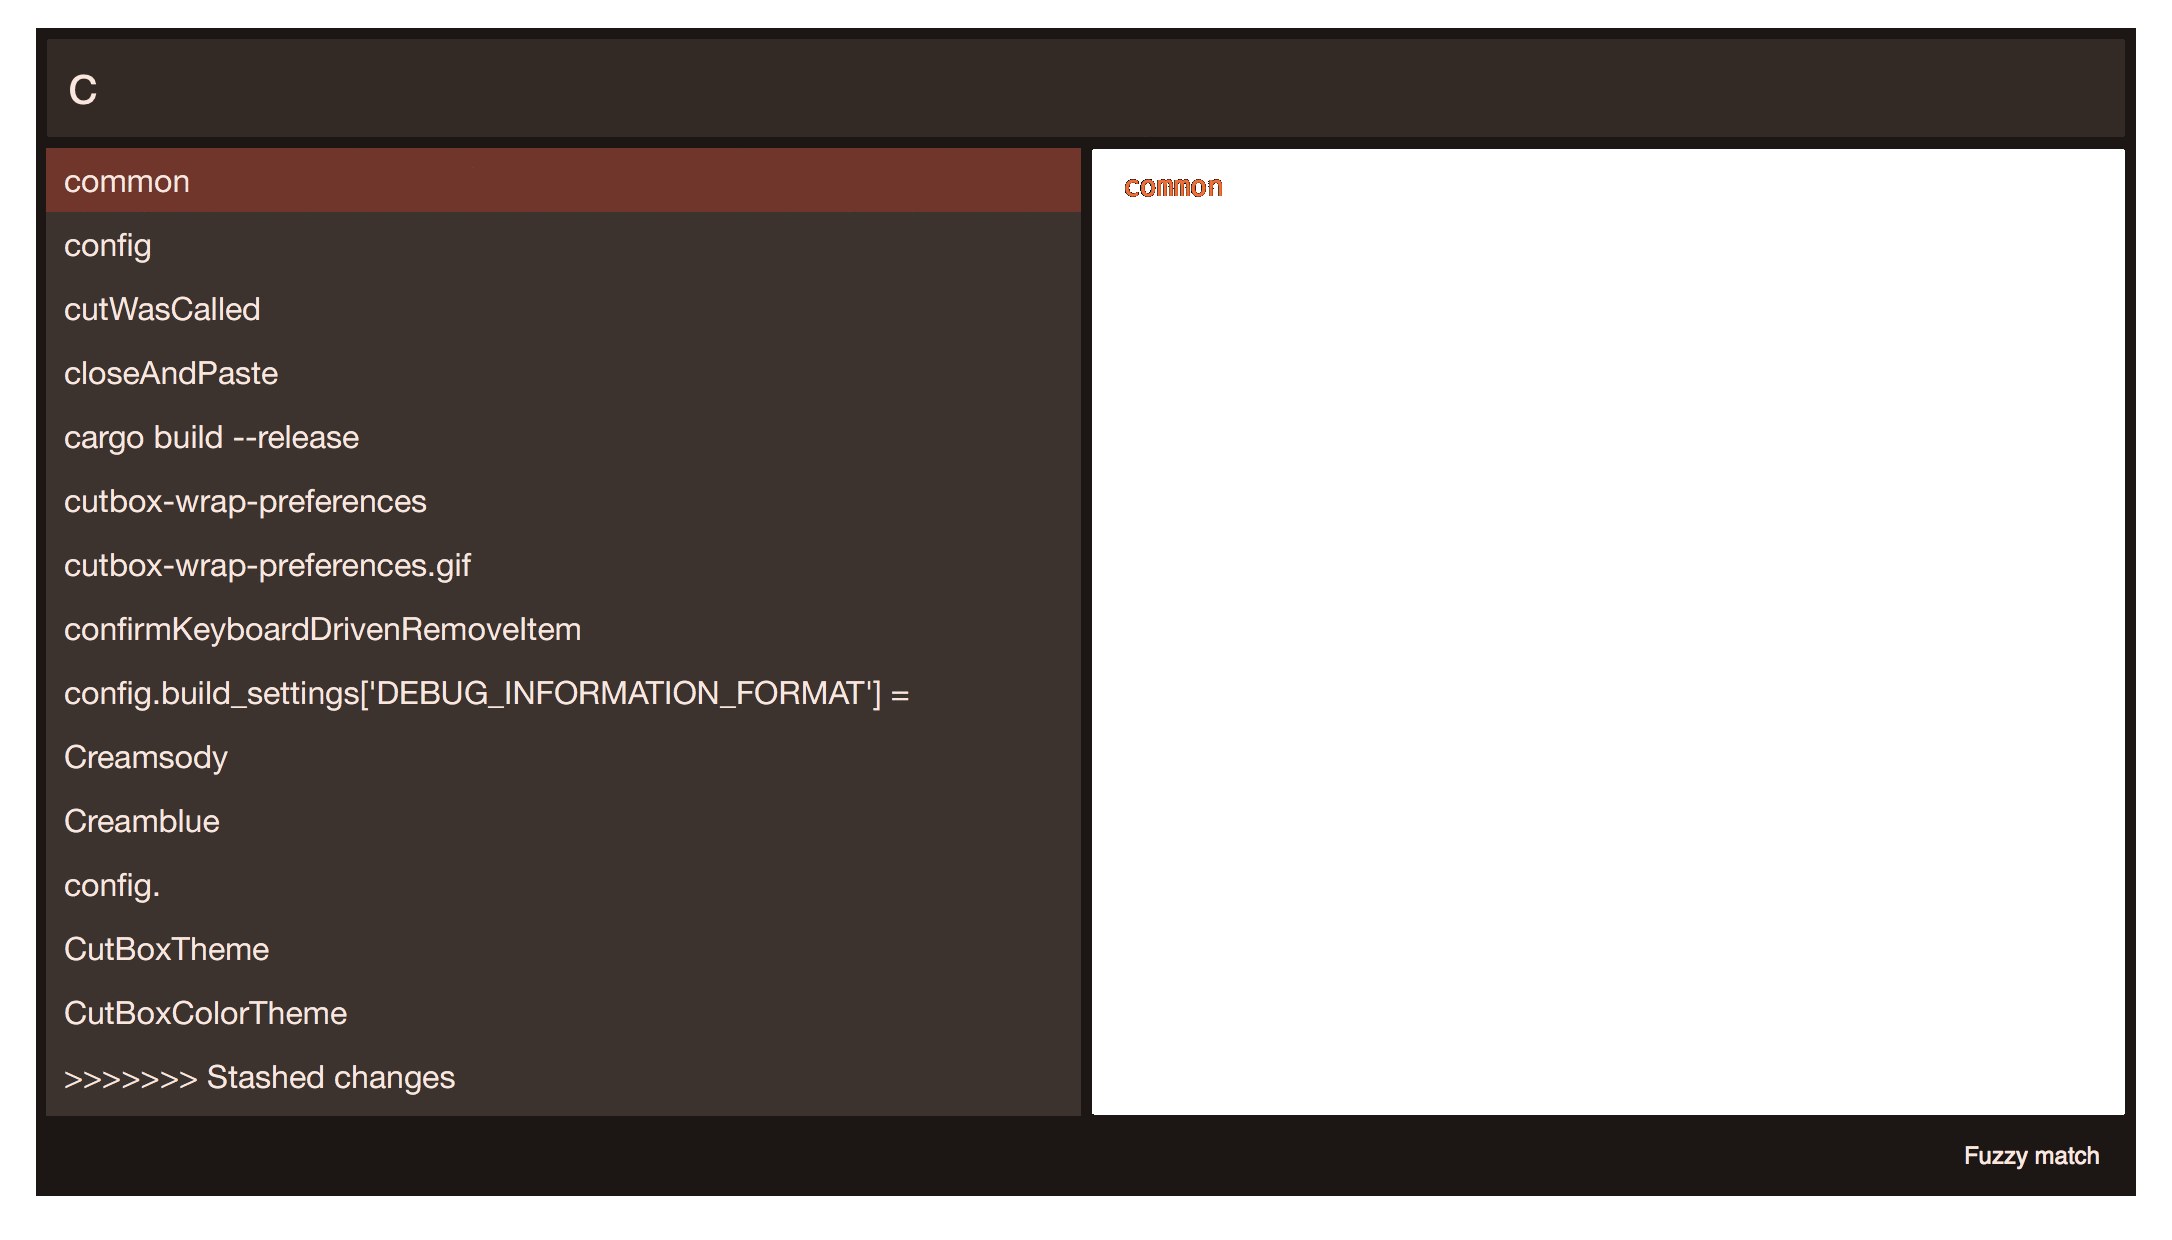 c
common
config
cutWasCalled
closeAndPaste
cargo build --release
cutbox-wrap-preferences
cutbox-wrap-preferences.gif
confirmKeyboardDrivenRemoveItem
config.build_settings['DEBUG_INFORMATION_FORMAT'] =
Creamsody
Creamblue
config.
CutBoxTheme
CutBoxColorTheme
>>>>>>> Stashed changes
common
Fuzzy match